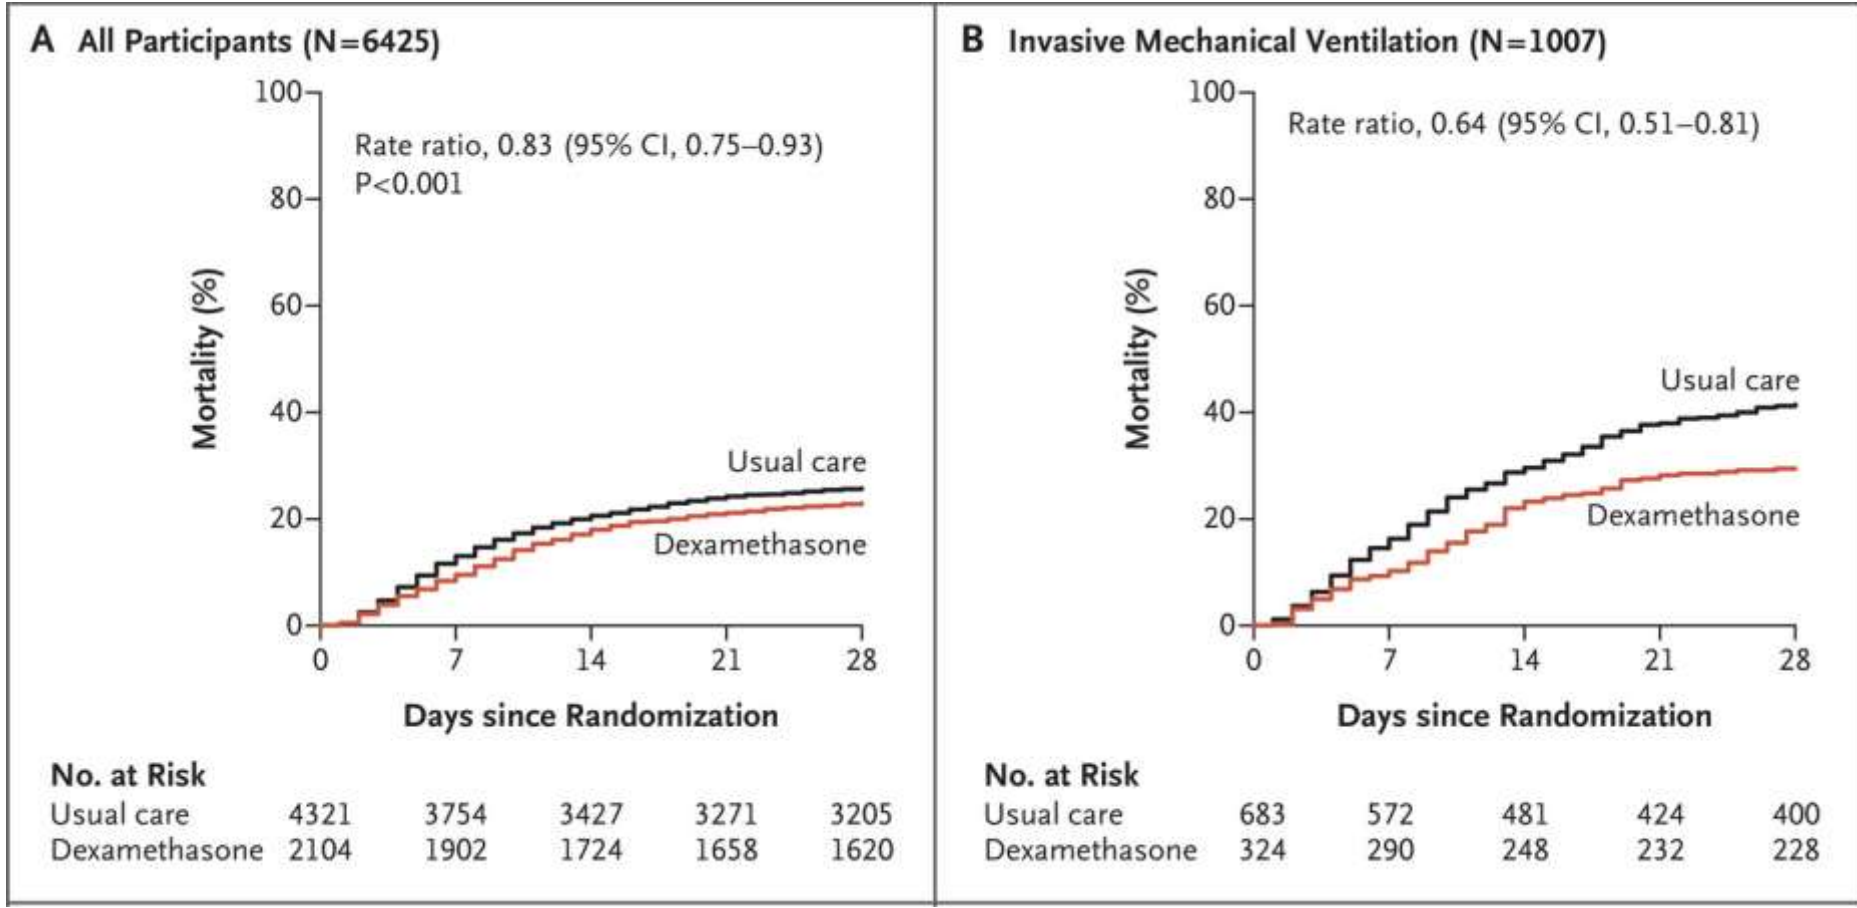 A All Participants (N=6425)
100
80
60
40
20
0
Mortality (%)
Rate ratio, 0.83 (95% CI, 0.75–0.93)
P<0.001
Usual care
Dexamethasone
0 7 14 21 28
Days since Randomization
No. at Risk
Usual care 4321 3754 3427 3271 3205
Dexamethasone 2104 1902 1724 1658 1620
B Invasive Mechanical Ventilation (N=1007)
100
80
60
40
20
0
Mortality (%)
Rate ratio, 0.64 (95% CI, 0.51–0.81)
Usual care
Dexamethasone
0 7 14 21 28
Days since Randomization
No. at Risk
Usual care 683 572 481 424 400
Dexamethasone 324 290 248 232 228